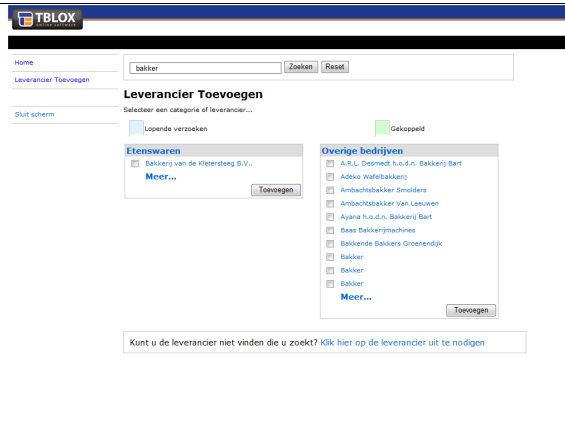 TBLOX
online software
Home
Leverancier Toevoegen
Sluit scherm
bakker
Zoeken
Reset
Leverancier Toevoegen
Selecteer een categorie of leverancier...
Lopende verzoeken
Gekoppeld
Etenswaren
Bakkerij van de Kletersteeg B.V..
Meer...
Toevoegen
Overige bedrijven
A.R.L. Desmedt h.o.d.n. Bakkerij Bart
Adeko Wafelbakkerij
Ambachtsbakker Smolders
Ambachtsbakker Van Leeuwen
Ayana h.o.d.n. Bakkerij Bart
Baas Bakkerijmachines
Bakkende Bakkers Groenendijk
Bakker
Bakker
Bakker
Meer...
Toevoegen
Kunt u de leverancier niet vinden die u zoekt? Klik hier op de leverancier uit te nodigen